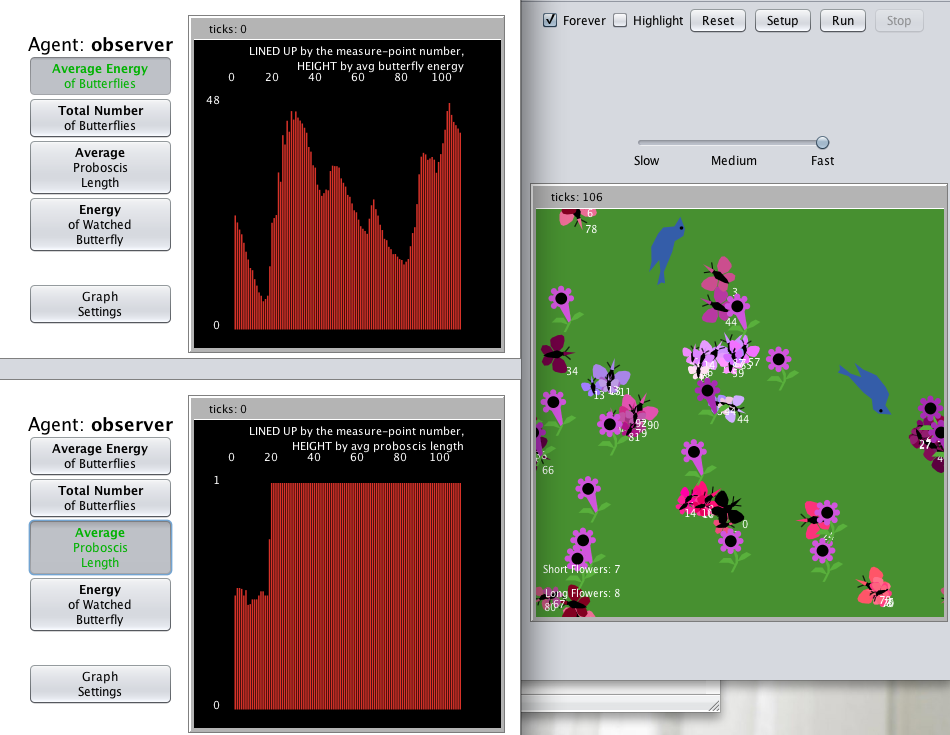 ticks: 0
Agent: observer
LINED UP by the measure-point number,
HEIGHT by avg butterfly energy
0 20 40 60 80 100
48
0
Average Energy
of Butterflies
Total Number
of Butterflies
Average
Proboscis
Length
Energy
of Watched
Butterfly
Graph
Settings
ticks: 0
Agent: observer
LINED UP by the measure-point number,
HEIGHT by avg proboscis length
0 20 40 60 80 100
1
0
Average Energy
of Butterflies
Total Number
of Butterflies
Average
Proboscis
Length
Energy
of Watched
Butterfly
Graph
Settings
Forever Highlight Reset Setup Run Stop
Slow Medium Fast
ticks: 106
6
78
3
44
57
59
34
13
11
44
92
90
79
81
27
66
14
0
Short Flowers: 7
Long Flowers: 8
80
67